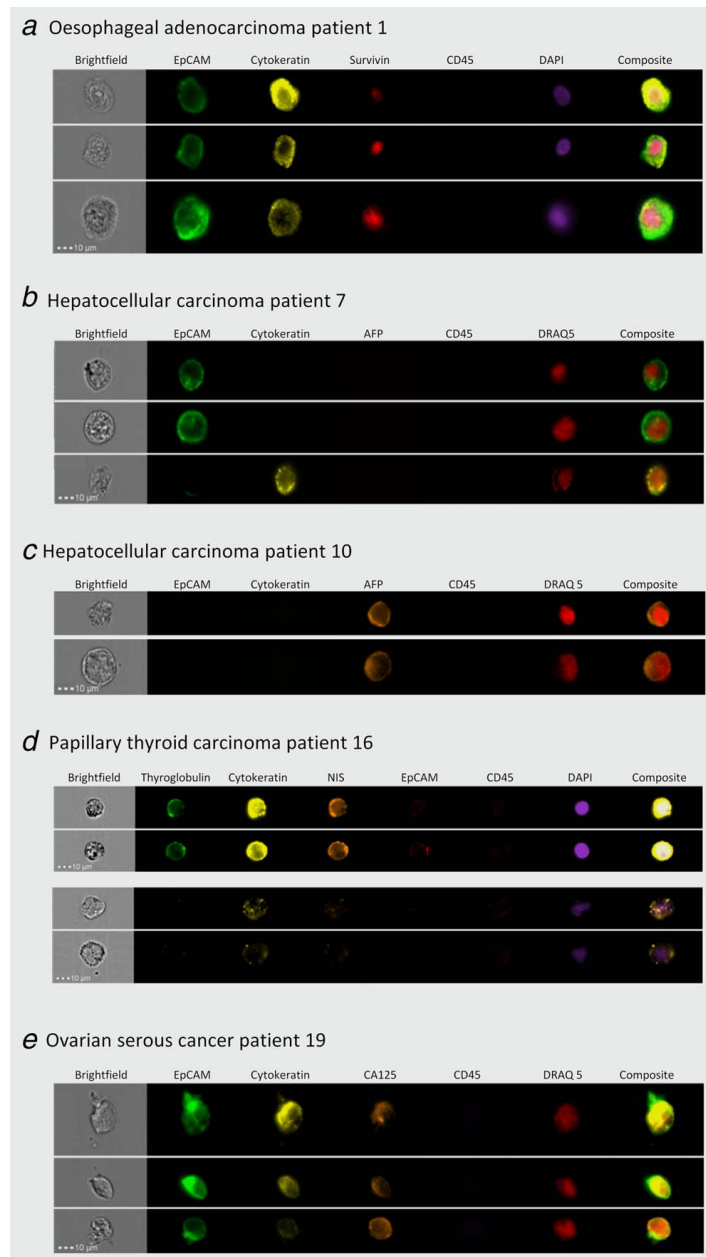 a Oesophageal adenocarcinoma patient 1
Brightfield EpCAM Cytokeratin Survivin CD45 DAPI Composite
10 µm
b Hepatocellular carcinoma patient 7
Brightfield EpCAM Cytokeratin AFP CD45 DRAQ5 Composite
10 µm
c Hepatocellular carcinoma patient 10
Brightfield EpCAM Cytokeratin AFP CD45 DRAQ 5 Composite
10 µm
d Papillary thyroid carcinoma patient 16
Brightfield Thyroglobulin Cytokeratin NIS EpCAM CD45 DAPI Composite
10 µm
10 µm
e Ovarian serous cancer patient 19
Brightfield EpCAM Cytokeratin CA125 CD45 DRAQ 5 Composite
10 µm